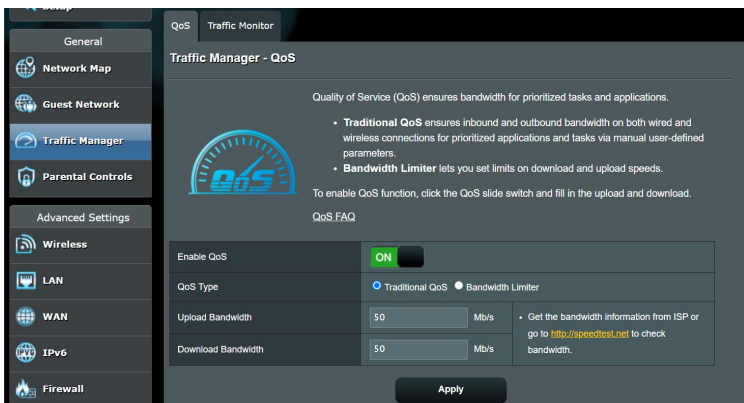 QoS
Traffic Monitor
General
Traffic Manager - QoS
Network Map
Quality of Service (QoS) ensures bandwidth for prioritized tasks and applications.
Guest Network
• Traditional QoS ensures inbound and outbound bandwidth on both wired and
wireless connections for prioritized applications and tasks via manual user-defined
parameters.
Traffic Manager
• Bandwidth Limiter lets you set limits on download and upload speeds.
Parental Controls
QoS
To enable QoS function, click the QoS slide switch and fill in the upload and download.
QoS FAQ
Advanced Settings
Wireless
LAN
WAN
IPv6
IPv6
Firewall
Enable QoS
ON
QoS Type
Traditional QoS
Bandwidth Limiter
Upload Bandwidth
50
Mb/s
• Get the bandwidth information from ISP or
go to http://speedtest.net to check
bandwidth.
Download Bandwidth
50
Mb/s
Apply